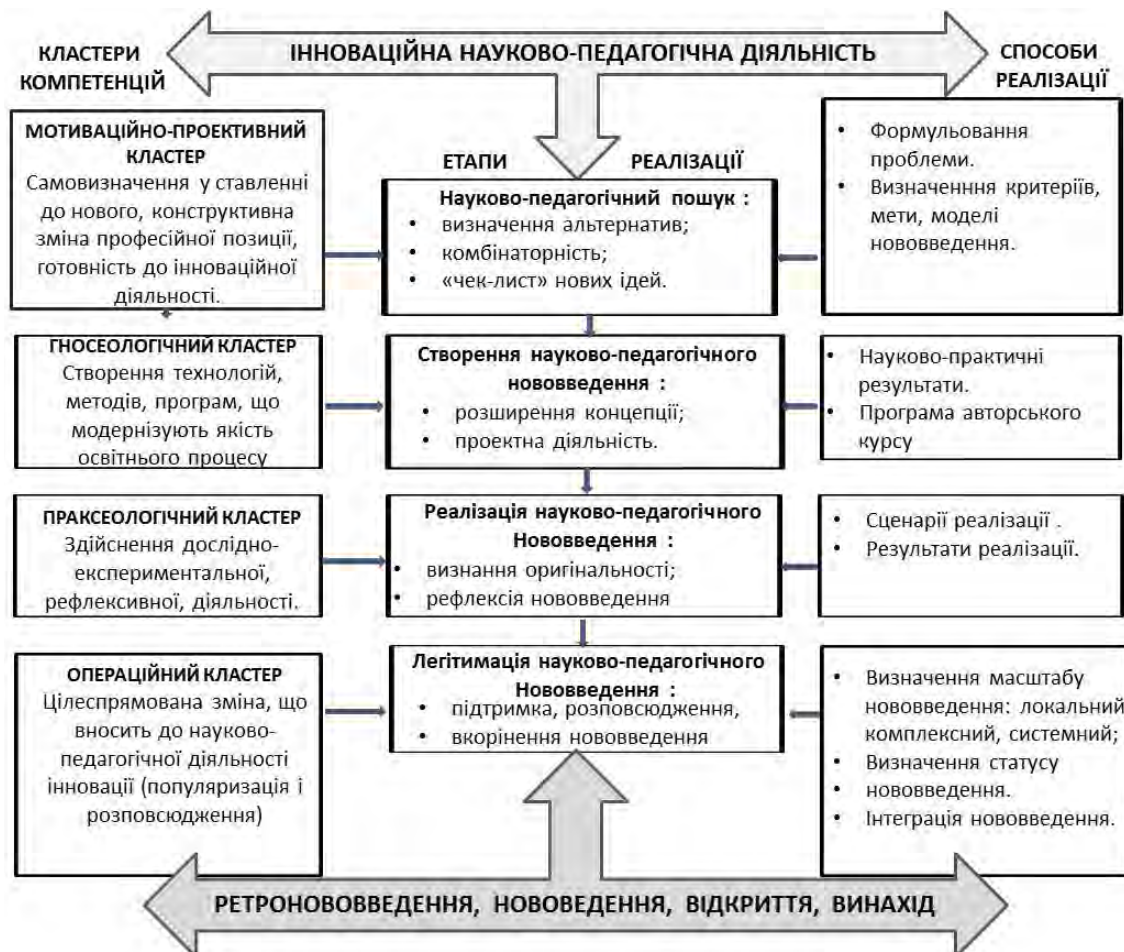 ІННОВАЦІЙНА НАУКОВО-ПЕДАГОГІЧНА ДІЯЛЬНІСТЬ
КЛАСТЕРИ
КОМПЕТЕНЦІЙ
СПОСОБИ
РЕАЛІЗАЦІЇ
ЕТАПИ РЕАЛІЗАЦІЇ
МОТИВАЦІЙНО-ПРОЕКТИВНИЙ
КЛАСТЕР
Самовизначення у ставленні
до нового, конструктивна
зміна професійної позиції,
готовність до інноваційної
діяльності.
Науково-педагогічний пошук :
• визначення альтернатив;
• комбінаторність;
• «чек-лист» нових ідей.
• Формульовання
проблеми.
• Визначенння критеріїв,
мети, моделі
нововведення.
ГНОСЕОЛОГІЧНИЙ КЛАСТЕР
Створення технологій,
методів, програм, що
модернізують якість
освітнього процесу
Створення науково-педагогічного
нововведення :
• розширення концепції;
• проектна діяльність.
• Науково-практичні
результати.
• Програма авторського
курсу
ПРАКСЕОЛОГІЧНИЙ КЛАСТЕР
Здійснення дослідно-
експериментальної,
рефлексивної, діяльності.
Реалізація науково-педагогічного
Нововведення :
• визнання оригінальності;
• рефлексія нововведення
• Сценарії реалізації .
• Результати реалізації.
ОПЕРАЦІЙНИЙ КЛАСТЕР
Цілеспрямована зміна, що
вносить до науково-
педагогічної діяльності
інновації (популяризація і
розповсюдження)
Легітимація науково-педагогічного
Нововведення :
• підтримка, розповсюдження,
• вкорінення нововведення
• Визначення масштабу
нововведення: локальний
комплексний, системний;
• Визначення статусу
• нововведення.
• Інтеграція нововведення.
РЕТРОНОВОВВЕДЕННЯ, НОВОВЕДЕННЯ, ВІДКРИТТЯ, ВИНАХІД